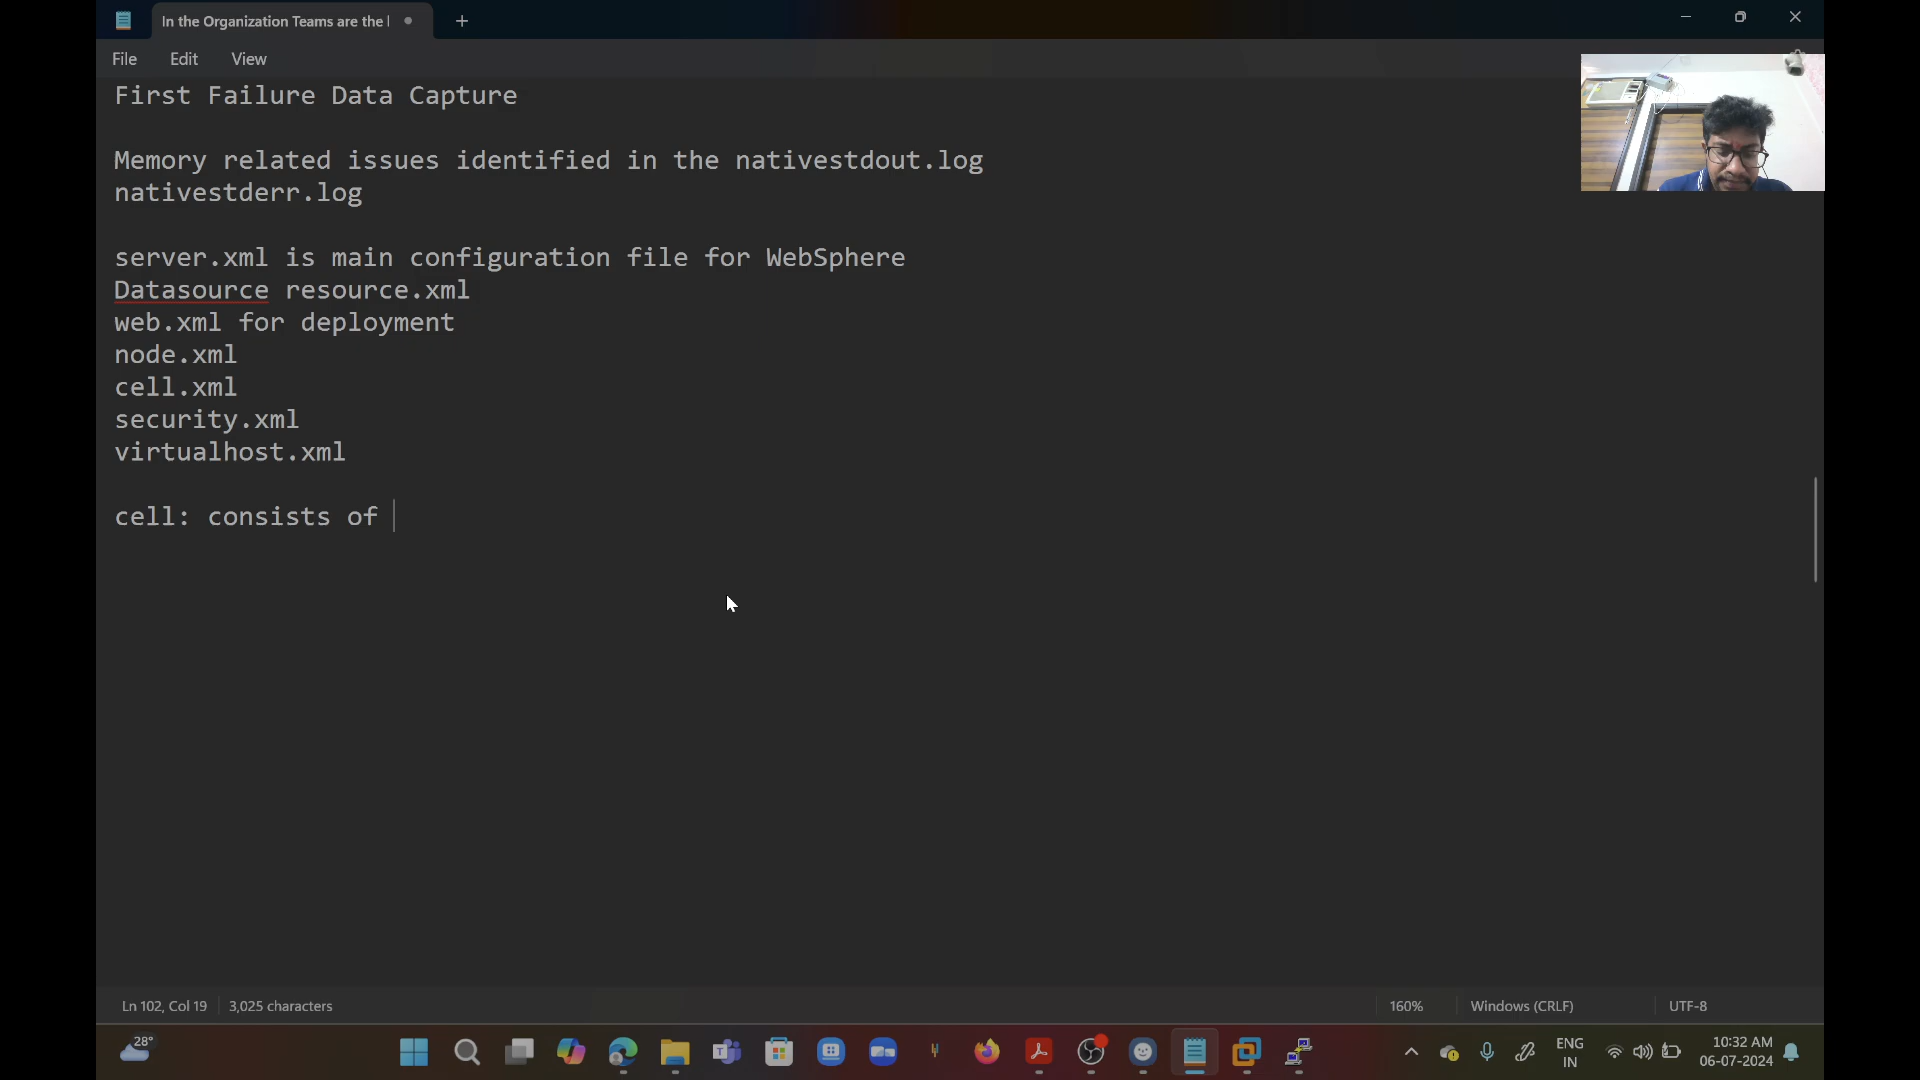 In the Organization Teams are the
File Edit View
First Failure Data Capture
Memory related issues identified in the nativestdout.log
nativestderr.log
server.xml is main configuration file for WebSphere
Datasource resource.xml
web.xml for deployment
node.xml
cell.xml
security.xml
virtualhost.xml
cell: consists of
Ln 102, Col 19 3,025 characters 160% Windows (CRLF) UTF-8
28°
ENG
IN
10:32 AM
06-07-2024